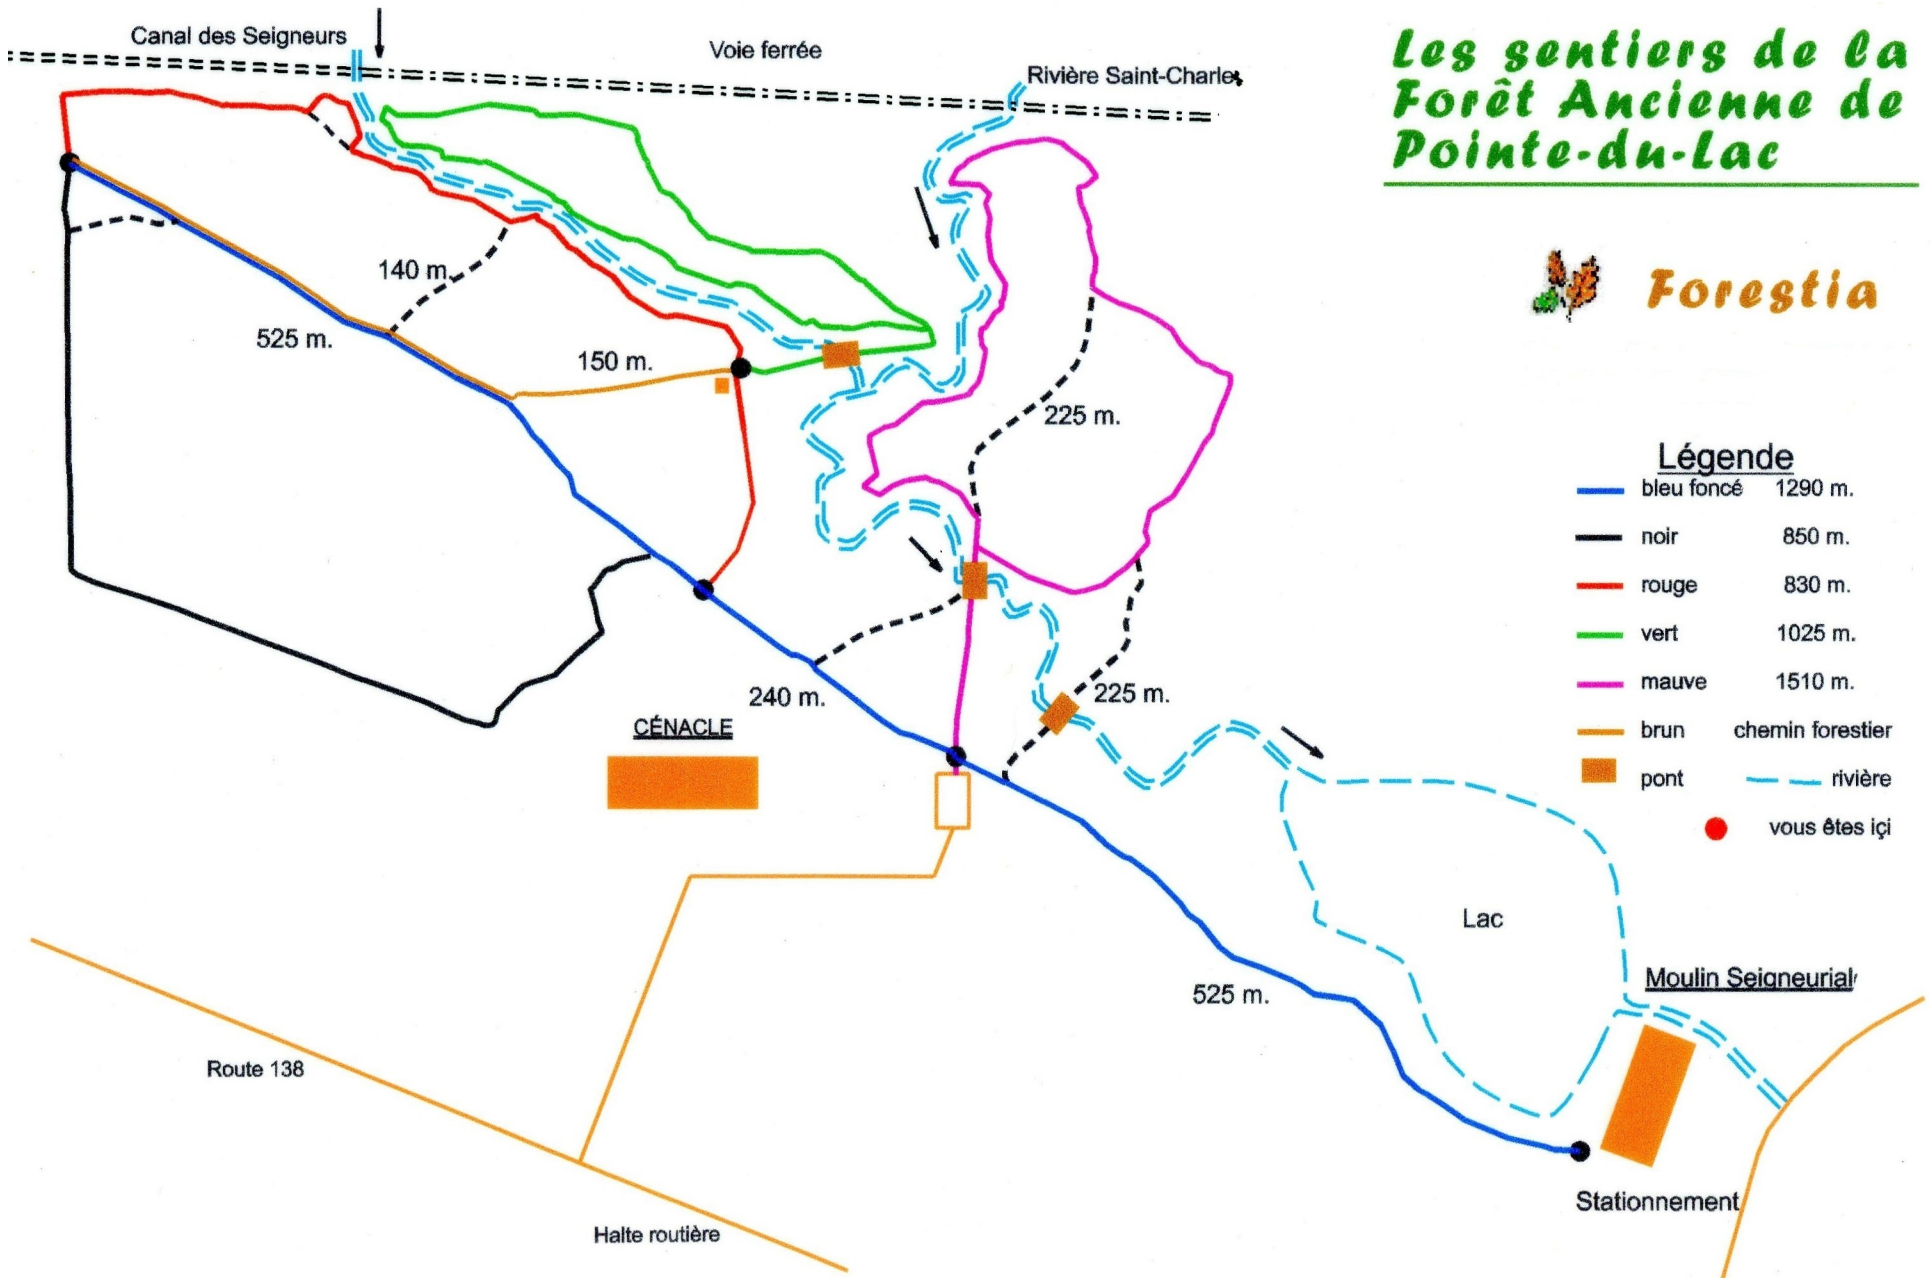 Canal des Seigneurs
Voie ferrée
Rivière Saint-Charles
Les sentiers de la
Forêt Ancienne de
Pointe-du-Lac
Forestia
140 m.
525 m.
150 m.
225 m.
240 m.
225 m.
CÉNACLE
525 m.
Lac
Moulin Seigneurial
Route 138
Halte routière
Stationnement
Légende
bleu foncé 1290 m.
noir 850 m.
rouge 830 m.
vert 1025 m.
mauve 1510 m.
brun chemin forestier
pont rivière
vous êtes içi